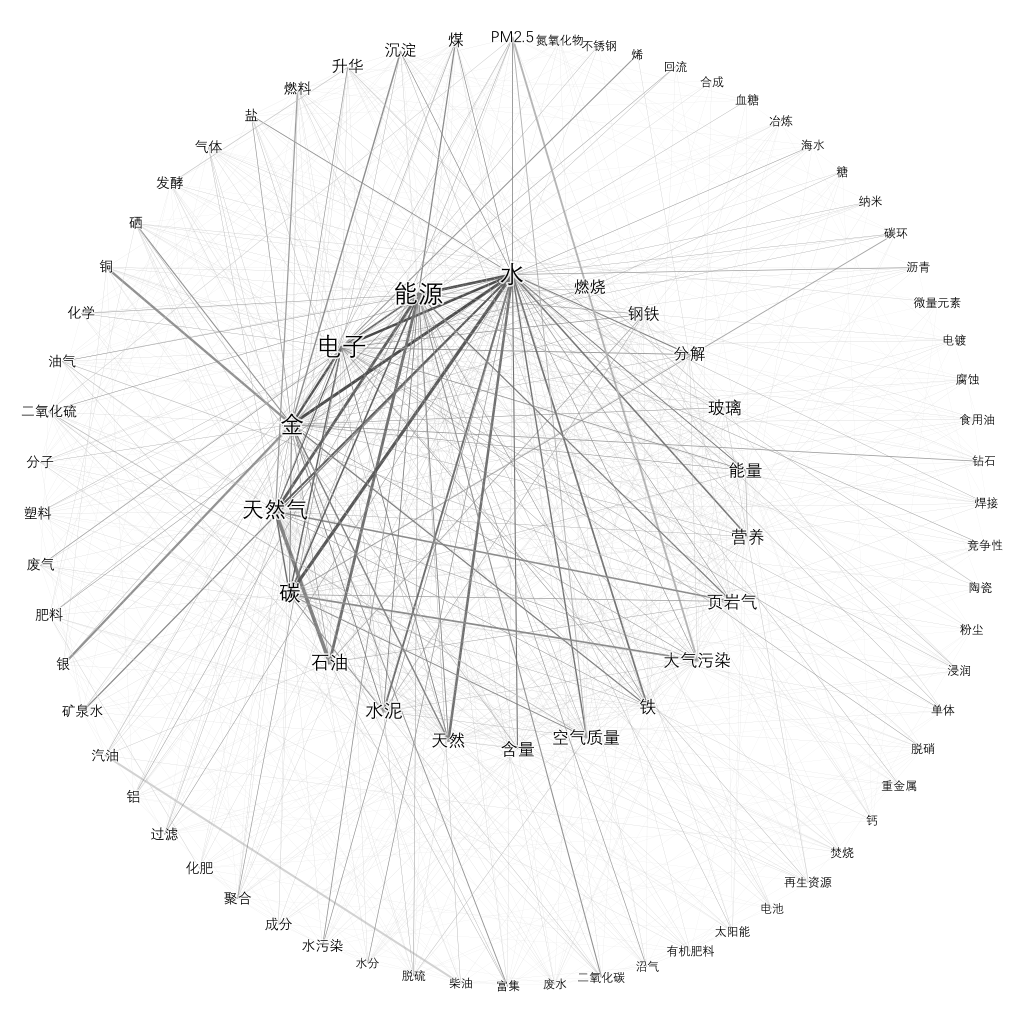 煤
PM2.5
氮氧化物
不锈钢
烯
回流
合成
血糖
冶炼
海水
糖
纳米
碳环
沥青
微量元素
电镀
腐蚀
食用油
钻石
焊接
竞争性
陶瓷
粉尘
浸润
单体
脱硝
重金属
钙
焚烧
再生资源
电池
太阳能
有机肥料
沼气
二氧化碳
废水
富集
柴油
脱硫
水分
水污染
成分
聚合
化肥
过滤
铝
汽油
矿泉水
银
肥料
废气
塑料
分子
二氧化硫
油气
化学
铜
硒
发酵
气体
盐
燃料
升华
沉淀
水
燃烧
钢铁
分解
玻璃
能量
营养
页岩气
大气污染
铁
空气质量
含量
天然
水泥
石油
碳
天然气
金
电子
能源